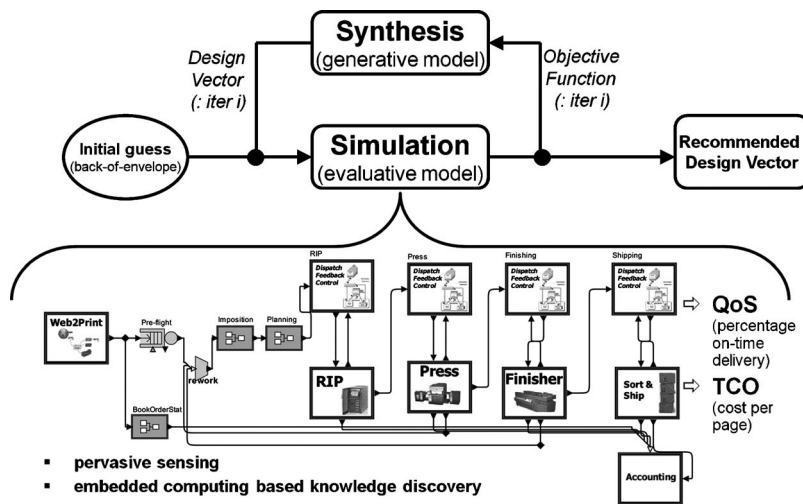 Synthesis
(generative model)
Design
Vector
(: iter i)
Objective
Function
(: iter i)
Initial guess
(back-of-envelope)
Simulation
(evaluative model)
Recommended
Design Vector
RIP
Press
Finishing
Shipping
Dispatch
Feedback
Control
Dispatch
Feedback
Control
Dispatch
Feedback
Control
Dispatch
Feedback
Control
QoS
(percentage
on-time
delivery)
Web2Print
Pre-flight
Imposition
Planning
rework
RIP
Press
Finisher
Sort &
Ship
TCO
(cost per
page)
BookOrderStat
Accounting
▪ pervasive sensing
▪ embedded computing based knowledge discovery